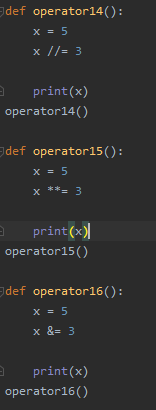 def operator14():
    x = 5
    x //= 3
    print(x)
operator14()
def operator15():
    x = 5
    x **= 3
    print(x)
operator15()
def operator16():
    x = 5
    x &= 3
    print(x)
operator16()